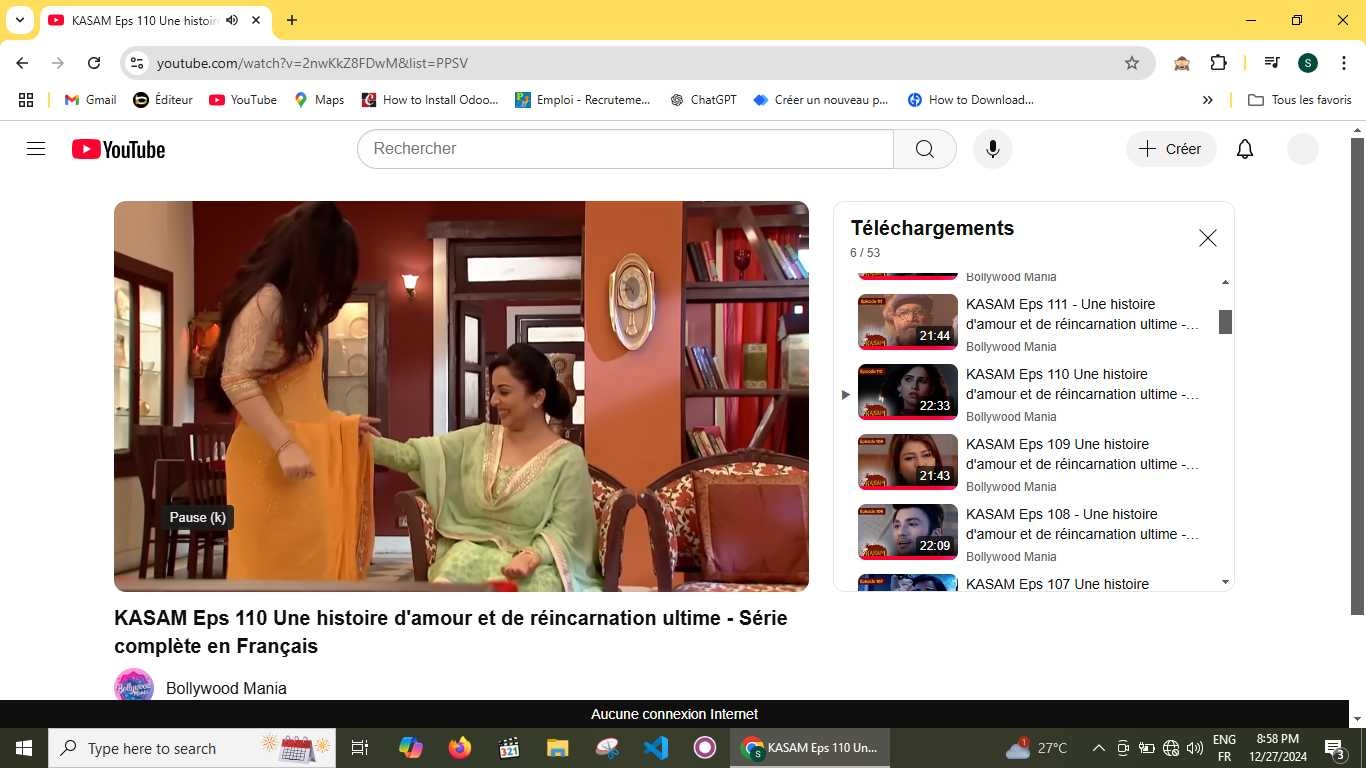 KASAM Eps 110 Une histoir
youtube.com/watch?v=2nwKkZ8FDwM&list=PPSV
S
Gmail
Éditeur
YouTube
Maps
How to Install Odoo...
Emploi - Recruteme...
ChatGPT
Créer un nouveau p...
How to Download...
»
Tous les favoris
YouTube
Rechercher
Créer
Téléchargements
6 / 53
Bollywood Mania
KASAM Eps 111 - Une histoire
d'amour et de réincarnation ultime -...
21:44
Bollywood Mania
KASAM Eps 110 Une histoire
d'amour et de réincarnation ultime -...
22:33
Bollywood Mania
KASAM Eps 109 Une histoire
d'amour et de réincarnation ultime -...
21:43
Bollywood Mania
KASAM Eps 108 - Une histoire
d'amour et de réincarnation ultime -...
22:09
Bollywood Mania
KASAM Eps 107 Une histoire
Pause (k)
KASAM Eps 110 Une histoire d'amour et de réincarnation ultime - Série
complète en Français
Bollywood Mania
Aucune connexion Internet
Type here to search
321
KASAM Eps 110 Un...
1
27°C
ENG
FR
8:58 PM
12/27/2024
3